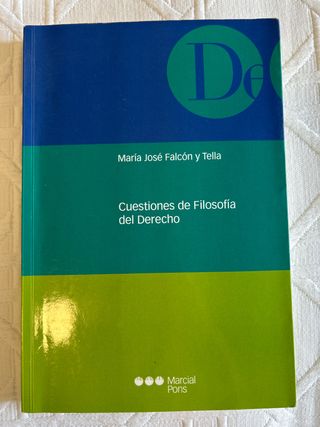 De
María José Falcón y Tella
Cuestiones de Filosofía
del Derecho
Marcial
Pons